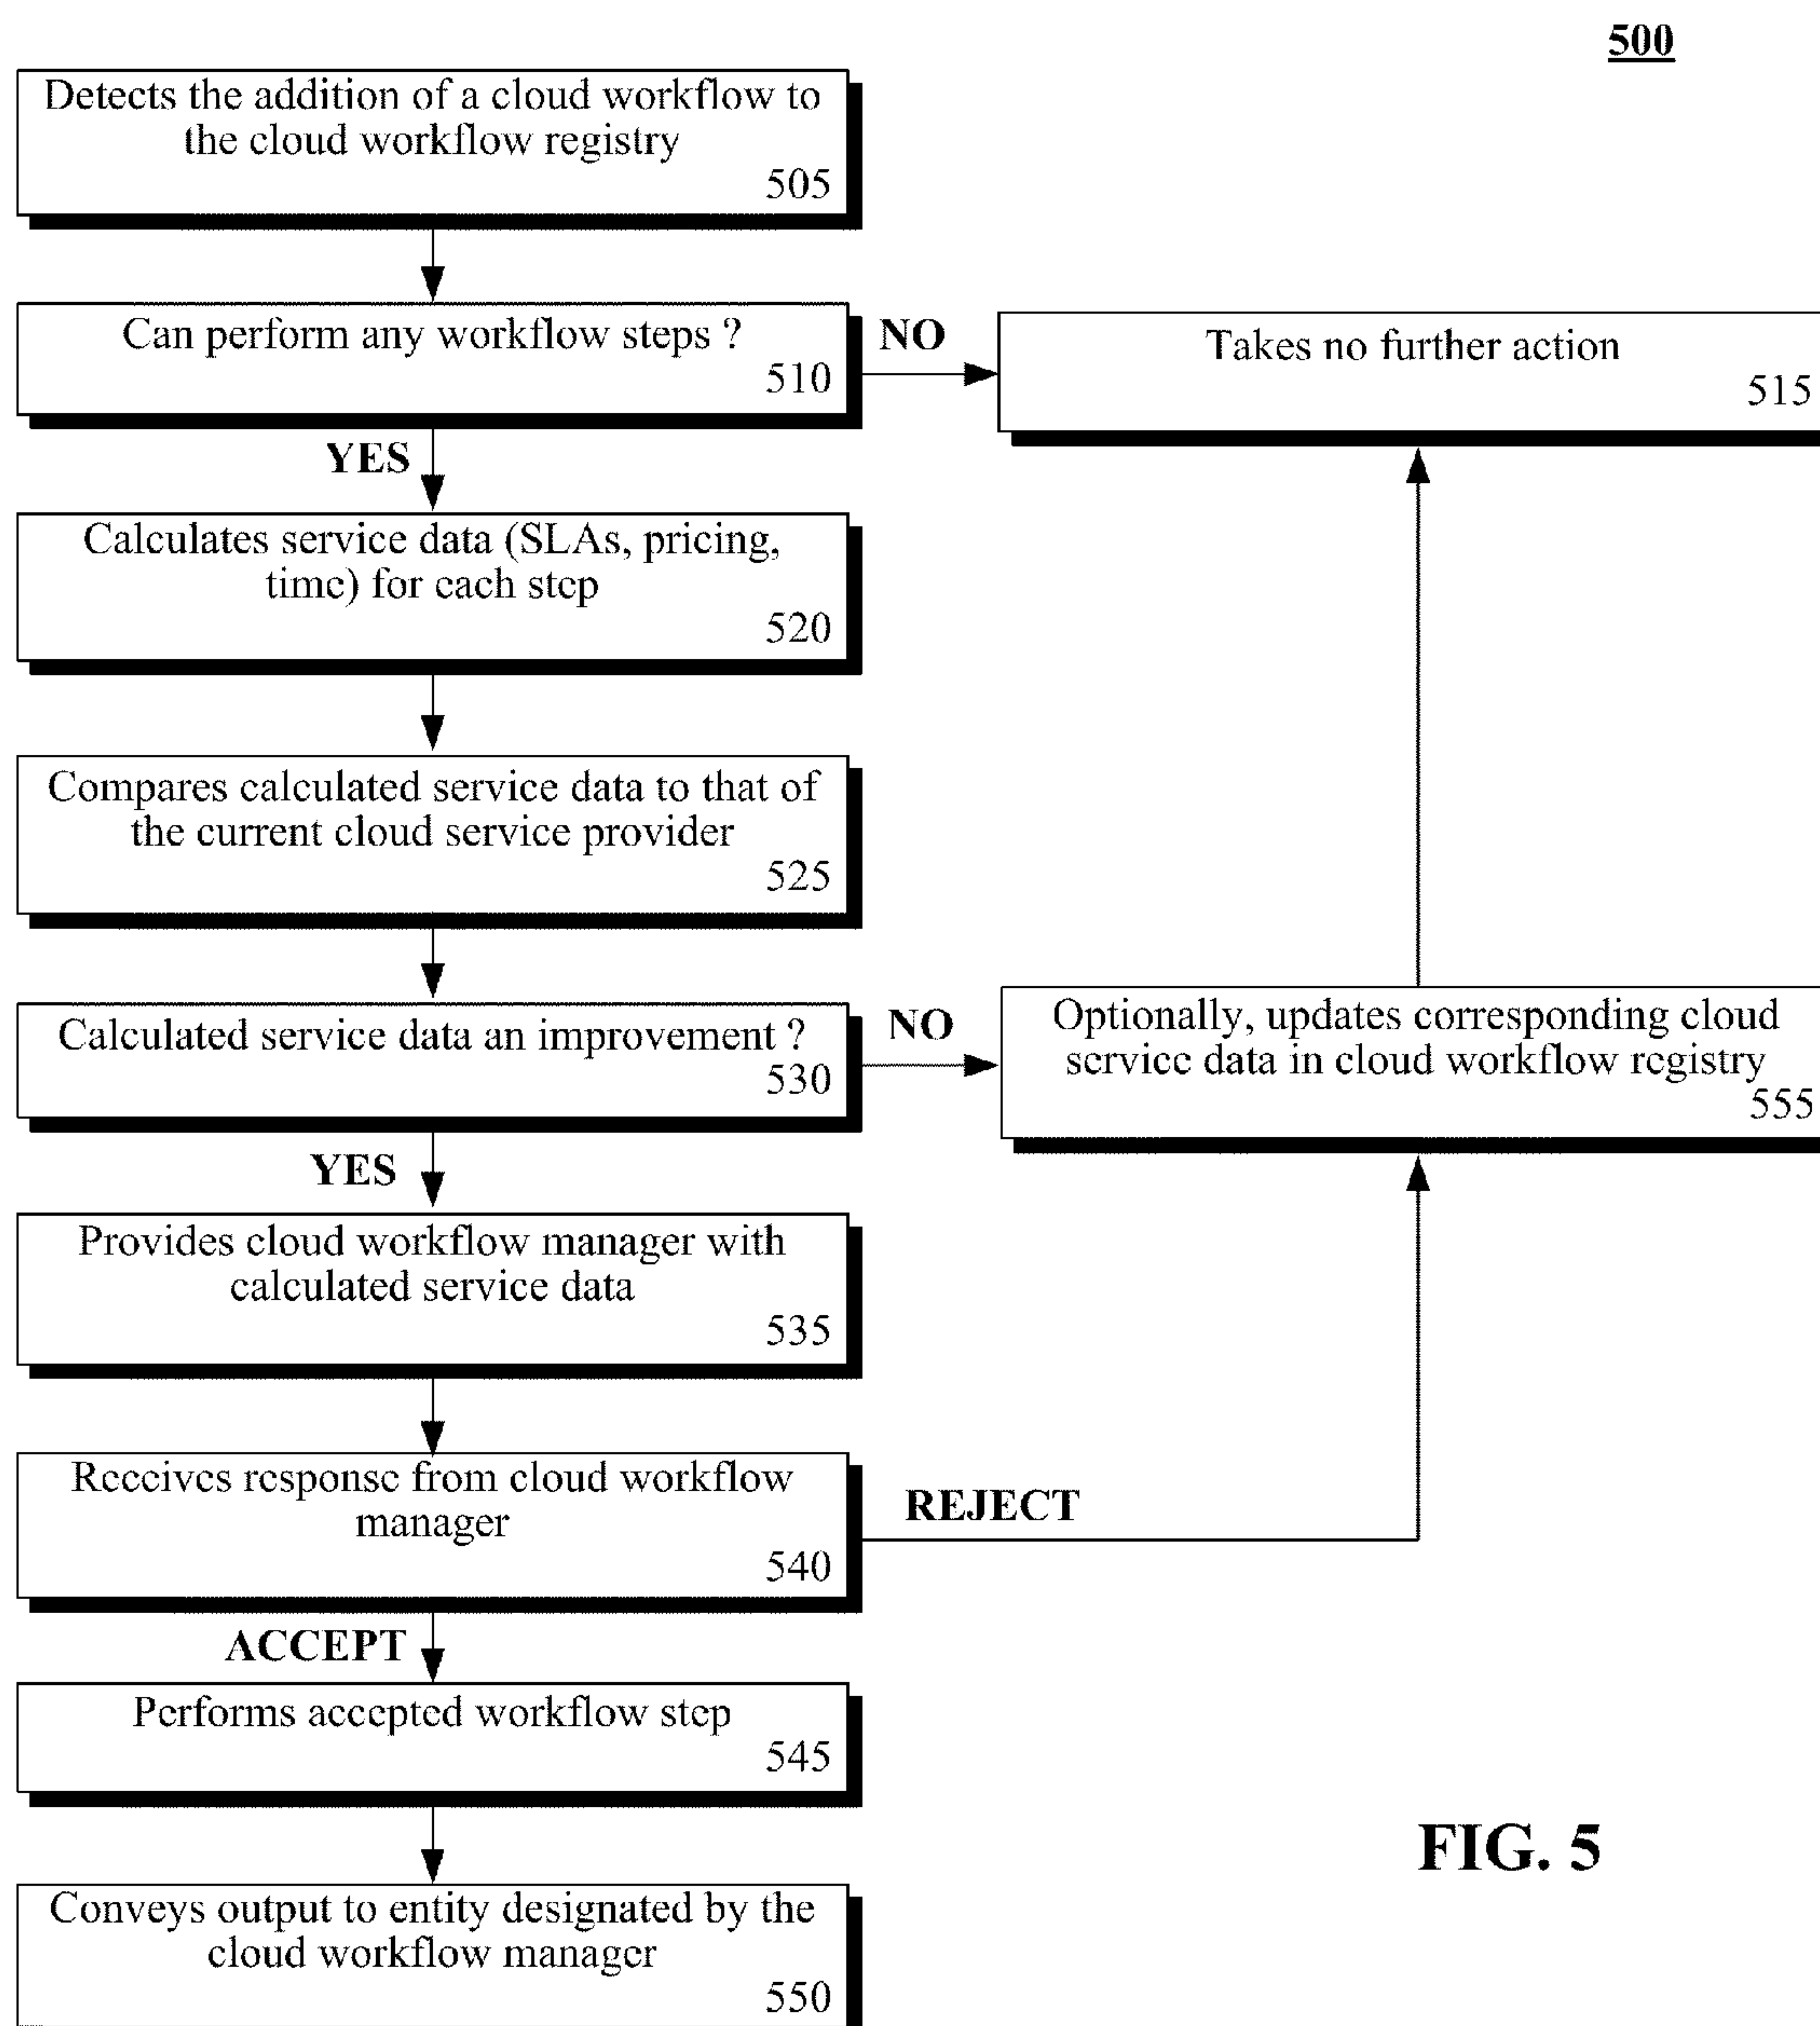 500
Detects the addition of a cloud workflow to
the cloud workflow registry
505
Can perform any workflow steps ?
510
NO
Takes no further action
515
YES
Calculates service data (SLAs, pricing,
time) for each step
520
Compares calculated service data to that of
the current cloud service provider
525
Calculated service data an improvement ?
530
NO
Optionally, updates corresponding cloud
service data in cloud workflow registry
555
YES
Provides cloud workflow manager with
calculated service data
535
Receives response from cloud workflow
manager
540
REJECT
ACCEPT
Performs accepted workflow step
545
Conveys output to entity designated by the
cloud workflow manager
550
FIG. 5